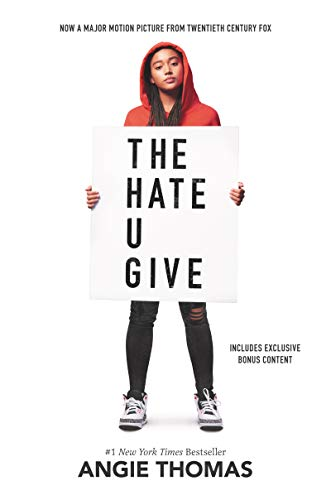 NOW A MAJOR MOTION PICTURE FROM TWENTIETH CENTURY FOX
THE
HATE
U
GIVE
INCLUDES EXCLUSIVE
BONUS CONTENT
#1 New York Times Bestseller
ANGIE THOMAS